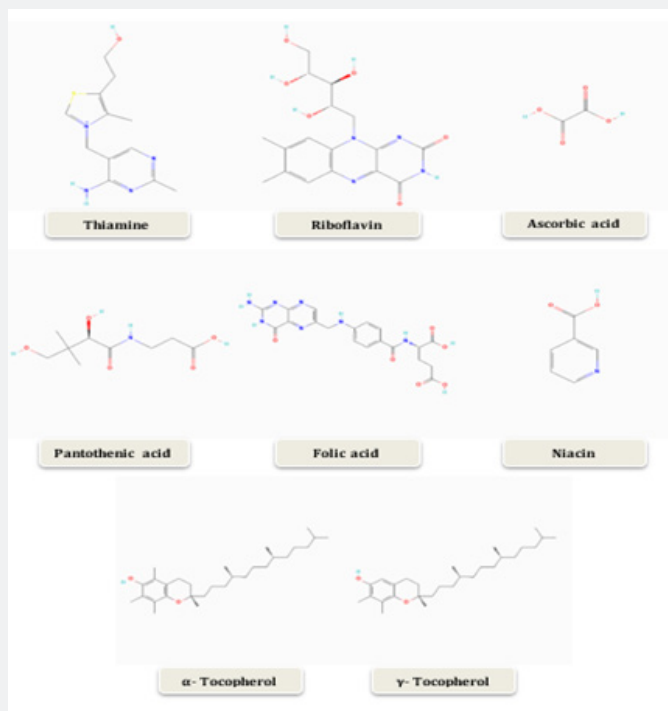 Thiamine
Riboflavin
Ascorbic acid
Pantothenic acid
Folic acid
Niacin
α- Tocopherol
γ- Tocopherol